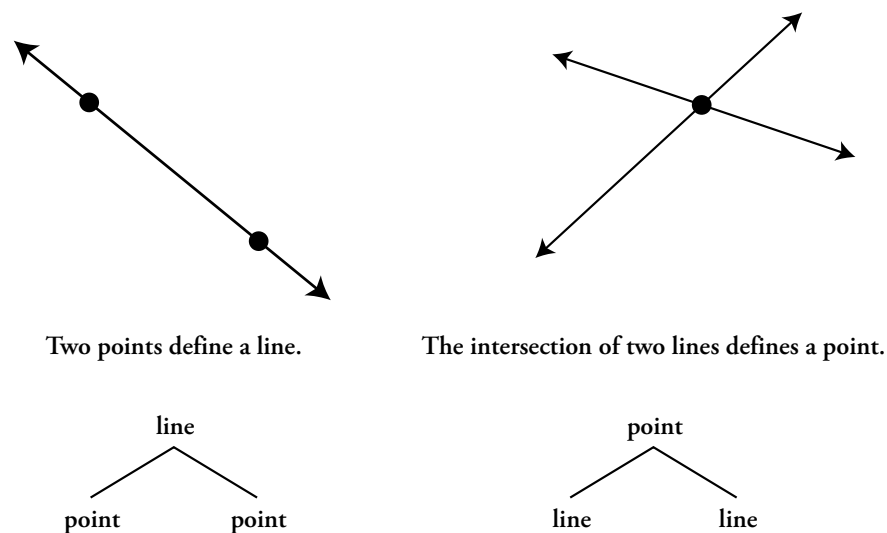 Two points define a line.
The intersection of two lines defines a point.
line
point point
point
line line